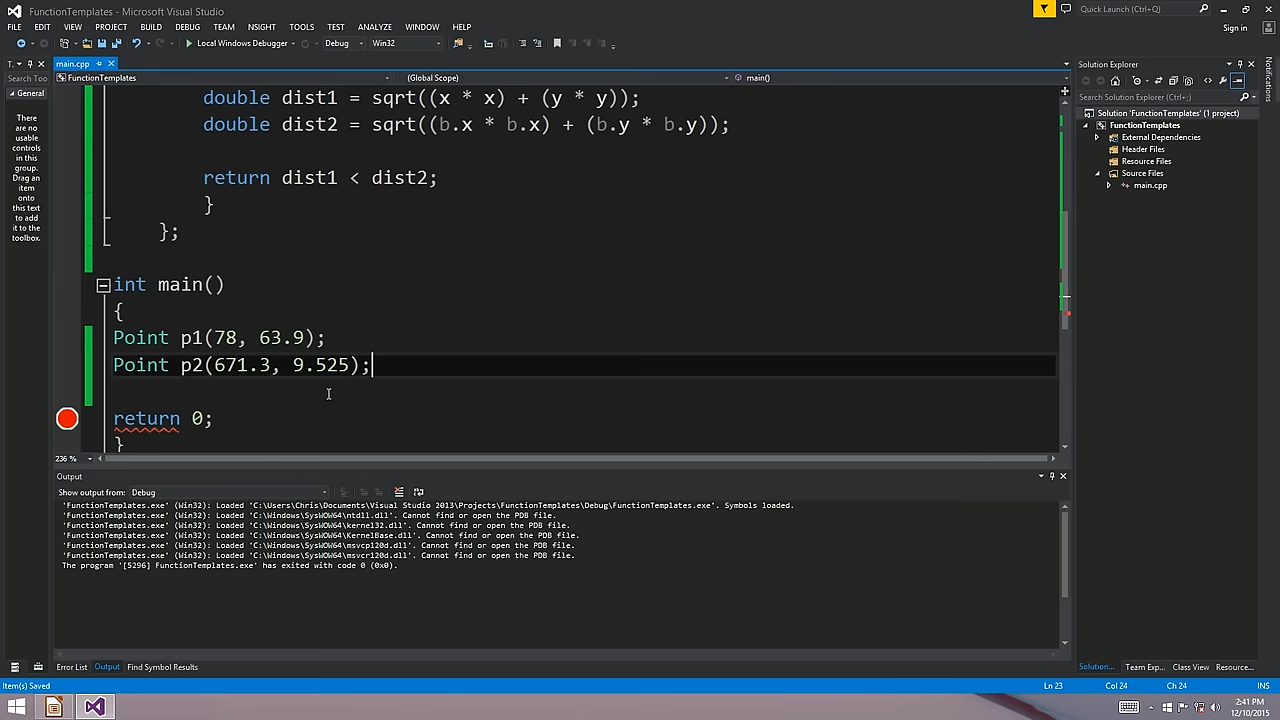 FunctionTemplates - Microsoft Visual Studio
Quick Launch (Ctrl+Q)
FILE EDIT VIEW PROJECT BUILD DEBUG TEAM NSIGHT TOOLS TEST ANALYZE WINDOW HELP
Sign in
Local Windows Debugger Debug Win32
main.cpp
T..
Search Too
General
There are no usable controls in this group. Drag an item onto this text to add it to the toolbox.
FunctionTemplates (Global Scope) main()
double dist1 = sqrt((x * x) + (y * y));
double dist2 = sqrt((b.x * b.x) + (b.y * b.y));
return dist1 < dist2;
}
};
int main()
{
Point p1(78, 63.9);
Point p2(671.3, 9.525);
return 0;
}
236 %
Solution Explorer
Search Solution Explorer (Ctrl+;)
Solution 'FunctionTemplates' (1 project)
FunctionTemplates
External Dependencies
Header Files
Resource Files
Source Files
main.cpp
Notifications
Output
Show output from: Debug
'FunctionTemplates.exe' (Win32): Loaded 'C:\Users\Chris\Documents\Visual Studio 2013\Projects\FunctionTemplates\Debug\FunctionTemplates.exe'. Symbols loaded.
'FunctionTemplates.exe' (Win32): Loaded 'C:\Windows\SysWOW64\ntdll.dll'. Cannot find or open the PDB file.
'FunctionTemplates.exe' (Win32): Loaded 'C:\Windows\SysWOW64\kernel32.dll'. Cannot find or open the PDB file.
'FunctionTemplates.exe' (Win32): Loaded 'C:\Windows\SysWOW64\KernelBase.dll'. Cannot find or open the PDB file.
'FunctionTemplates.exe' (Win32): Loaded 'C:\Windows\SysWOW64\msvcp120d.dll'. Cannot find or open the PDB file.
'FunctionTemplates.exe' (Win32): Loaded 'C:\Windows\SysWOW64\msvcr120d.dll'. Cannot find or open the PDB file.
The program '[5296] FunctionTemplates.exe' has exited with code 0 (0x0).
Error List Output Find Symbol Results
Solution... Team Exp... Class View Resource...
Item(s) Saved Ln 23 Col 24 Ch 24 INS
2:41 PM
12/10/2015